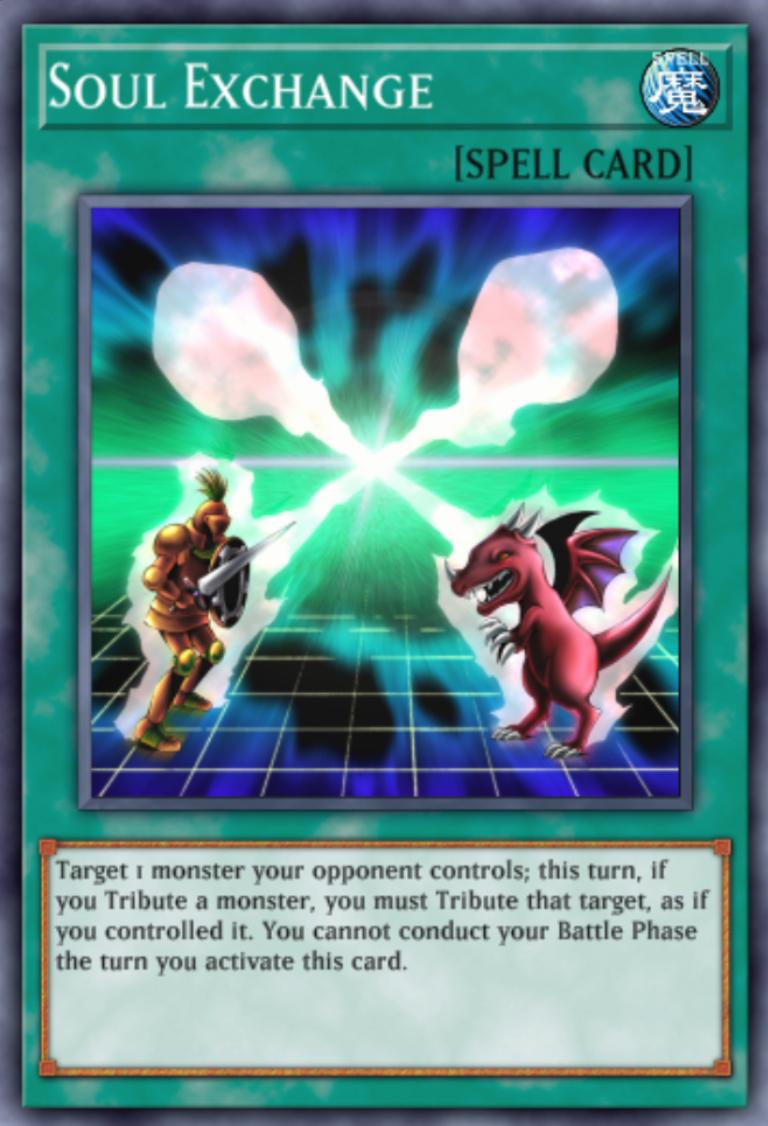 SOUL EXCHANGE
SPELL
魔
[SPELL CARD]
Target 1 monster your opponent controls; this turn, if
you Tribute a monster, you must Tribute that target, as if
you controlled it. You cannot conduct your Battle Phase
the turn you activate this card.